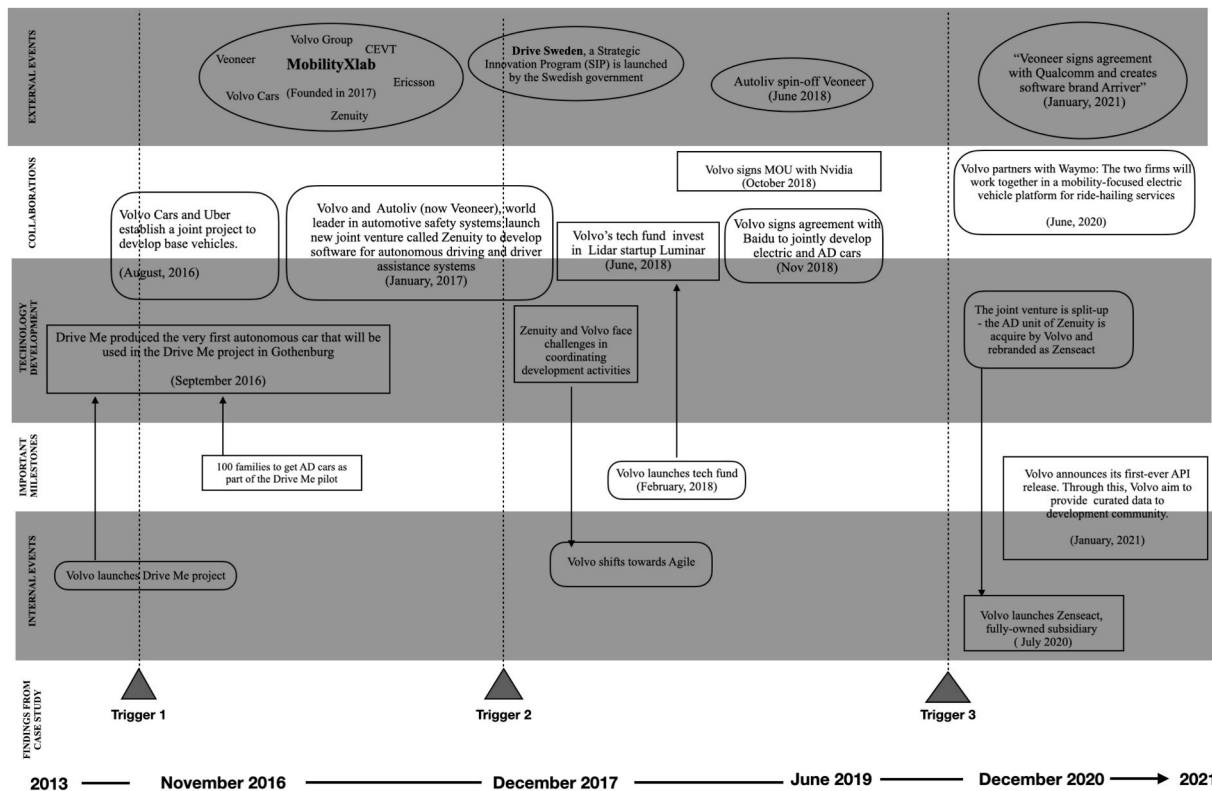 EXTERNAL EVENTS
Volvo Group
Veoneer
CEVT
MobilityXlab
Ericsson
Volvo Cars
(Founded in 2017)
Zenuity
Drive Sweden, a Strategic
Innovation Program (SIP) is launched
by the Swedish government
Autoliv spin-off Veoneer
(June 2018)
“Veoneer signs agreement
with Qualcomm and creates
software brand Arriver”
(January, 2021)
COLLABORATIONS
Volvo Cars and Uber
establish a joint project to
develop base vehicles.
(August, 2016)
Volvo and Autoliv (now Veoneer), world
leader in automotive safety systems launch
new joint venture called Zenuity to develop
software for autonomous driving and driver
assistance systems
(January, 2017)
Volvo’s tech fund invest
in Lidar startup Luminar
(June, 2018)
Volvo signs MOU with Nvidia
(October 2018)
Volvo signs agreement with
Baidu to jointly develop
electric and AD cars
(Nov 2018)
Volvo partners with Waymo: The two firms will
work together in a mobility-focused electric
vehicle platform for ride-hailing services
(June, 2020)
TECHNOLOGY
DEVELOPMENT
Drive Me produced the very first autonomous car that will be
used in the Drive Me project in Gothenburg
(September 2016)
Zenuity and Volvo face
challenges in
coordinating
development activities
The joint venture is split-up
- the AD unit of Zenuity is
acquire by Volvo and
rebranded as Zenseact
IMPORTANT
MILESTONES
100 families to get AD cars as
part of the Drive Me pilot
Volvo launches tech fund
(February, 2018)
Volvo announces its first-ever API
release. Through this, Volvo aim to
provide curated data to
development community.
(January, 2021)
INTERNAL EVENTS
Volvo launches Drive Me project
Volvo shifts towards Agile
Volvo launches Zenseact,
fully-owned subsidiary
( July 2020)
FINDINGS FROM
CASE STUDY
Trigger 1
Trigger 2
Trigger 3
2013
November 2016
December 2017
June 2019
December 2020
2021